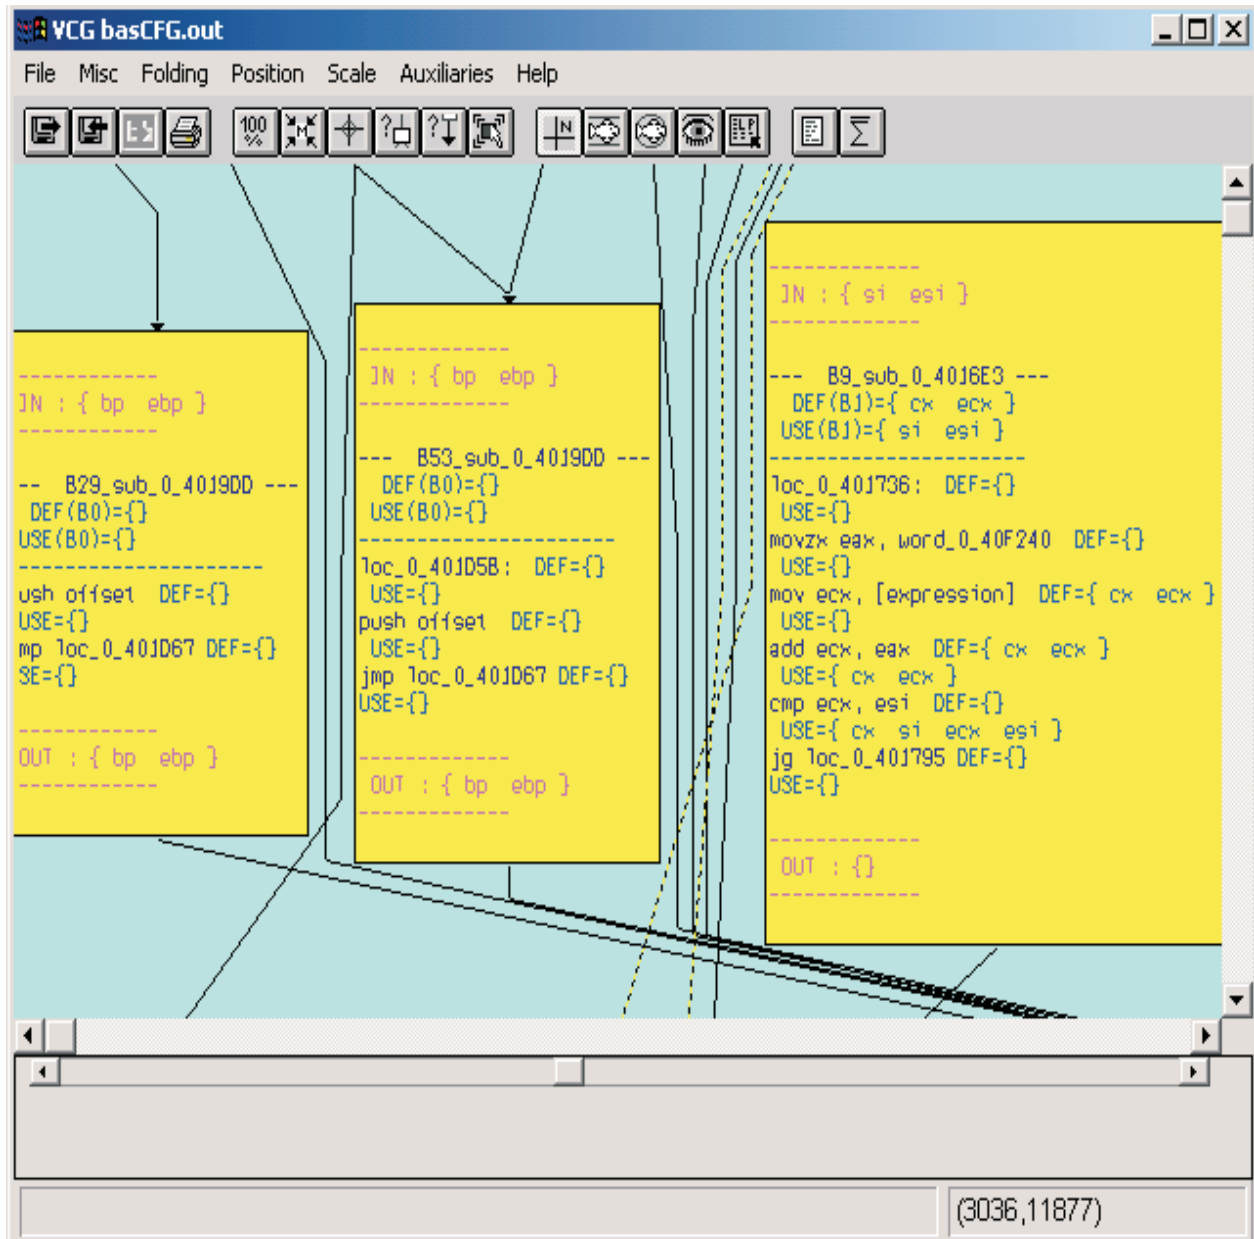 VCG basCFG.out
File Misc Folding Position Scale Auxiliaries Help
100 % M ? ? N P Σ
-------------
IN : { bp ebp }
-------------
-- B29_sub_0_4019DD ---
DEF(B0)={}
USE(B0)={}
----------------------
ush offset DEF={}
USE={}
mp loc_0_401D67 DEF={}
SE={}
-------------
OUT : { bp ebp }
-------------
-------------
IN : { bp ebp }
-------------
--- B53_sub_0_4019DD ---
DEF(B0)={}
USE(B0)={}
-----------------------
loc_0_401D5B: DEF={}
USE={}
push offset DEF={}
USE={}
jmp loc_0_401D67 DEF={}
USE={}
-------------
OUT : { bp ebp }
-------------
-------------
IN : { si esi }
-------------
--- B9_sub_0_4016E3 ---
DEF(B1)={ cx ecx }
USE(B1)={ si esi }
-----------------------
loc_0_401736: DEF={}
USE={}
movzx eax, word_0_40F240 DEF={}
USE={}
mov ecx, [expression] DEF={ cx ecx }
USE={}
add ecx, eax DEF={ cx ecx }
USE={ cx ecx }
cmp ecx, esi DEF={}
USE={ cx si ecx esi }
jg loc_0_401795 DEF={}
USE={}
-------------
OUT : {}
-------------
(3036,11877)